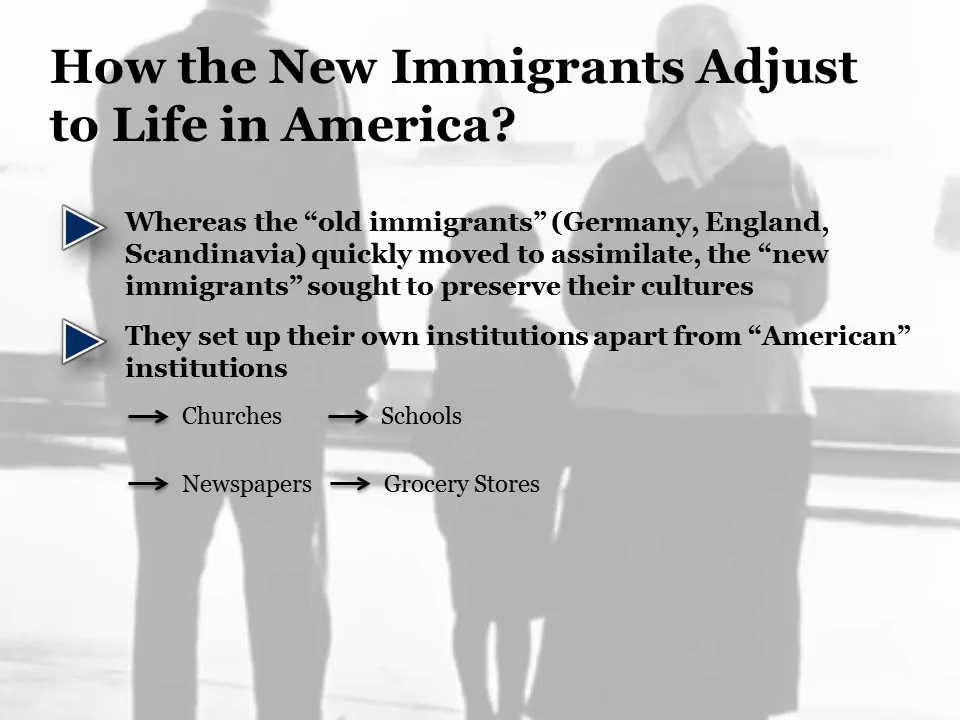 How the New Immigrants Adjust
to Life in America?
Whereas the “old immigrants” (Germany, England,
Scandinavia) quickly moved to assimilate, the “new
immigrants” sought to preserve their cultures
They set up their own institutions apart from “American”
institutions
Churches Schools
Newspapers Grocery Stores